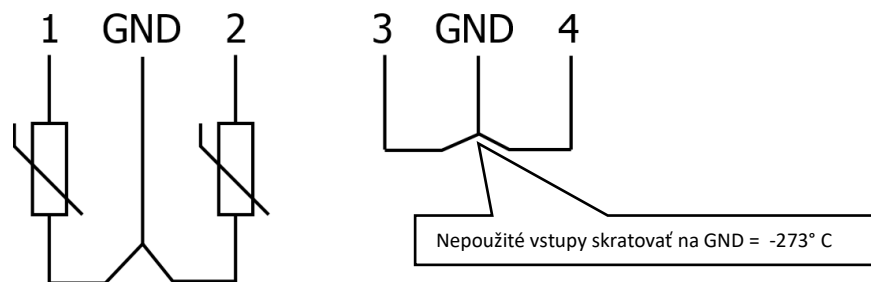 1 GND 2 3 GND 4
Nepoužité vstupy skratovať na GND = -273° C